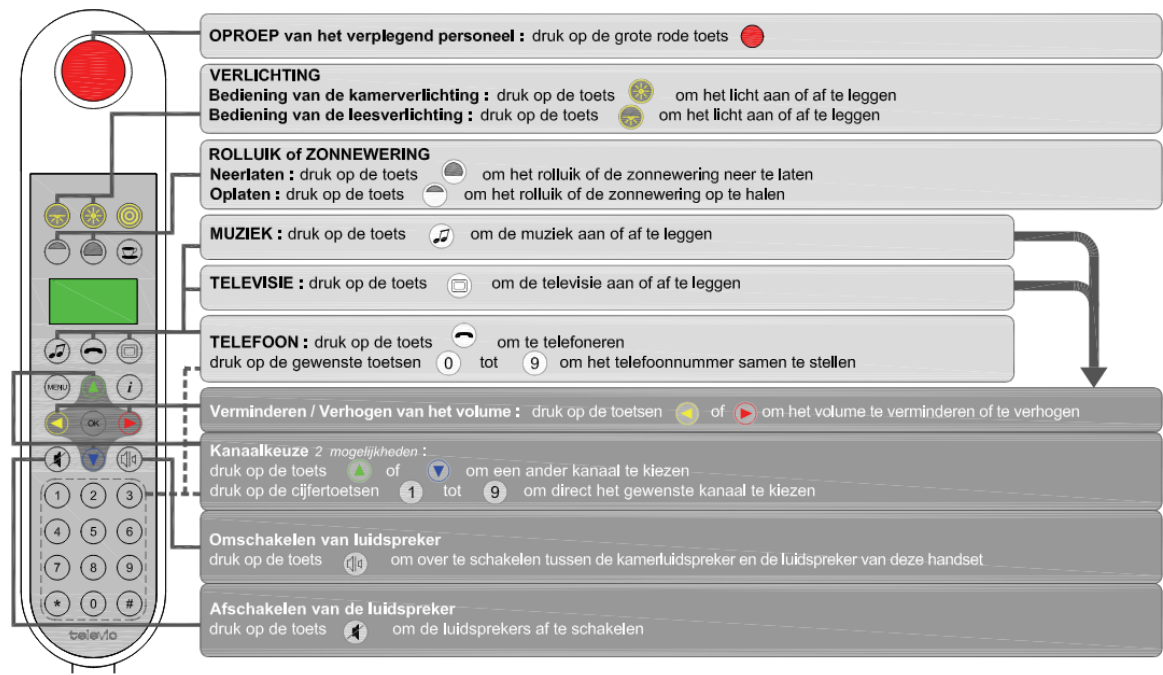 OPROEP van het verplegend personeel : druk op de grote rode toets
VERLICHTING
Bediening van de kamerverlichting : druk op de toets om het licht aan of af te leggen
Bediening van de leesverlichting : druk op de toets om het licht aan of af te leggen
ROLLUIK of ZONNEWERING
Neerlaten : druk op de toets om het rolluik of de zonnewering neer te laten
Oplaten : druk op de toets om het rolluik of de zonnewering op te halen
MUZIEK : druk op de toets om de muziek aan of af te leggen
TELEVISIE : druk op de toets om de televisie aan of af te leggen
TELEFOON : druk op de toets om te telefoneren
druk op de gewenste toetsen 0 tot 9 om het telefoonnummer samen te stellen
Verminderen / Verhogen van het volume : druk op de toetsen of om het volume te verminderen of te verhogen
Kanaalkeuze 2 mogelijkheden :
druk op de toets of om een ander kanaal te kiezen
druk op de cijfertoetsen 1 tot 9 om direct het gewenste kanaal te kiezen
Omschakelen van luidspreker
druk op de toets om over te schakelen tussen de kamerluidspreker en de luidspreker van deze handset
Afschakelen van de luidspreker
druk op de toets om de luidsprekers af te schakelen
MENU i
OK
1 2 3
4 5 6
7 8 9
* 0 #
televic